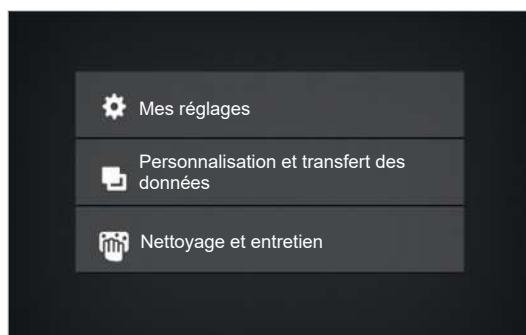 Mes réglages
Personnalisation et transfert des
données
Nettoyage et entretien